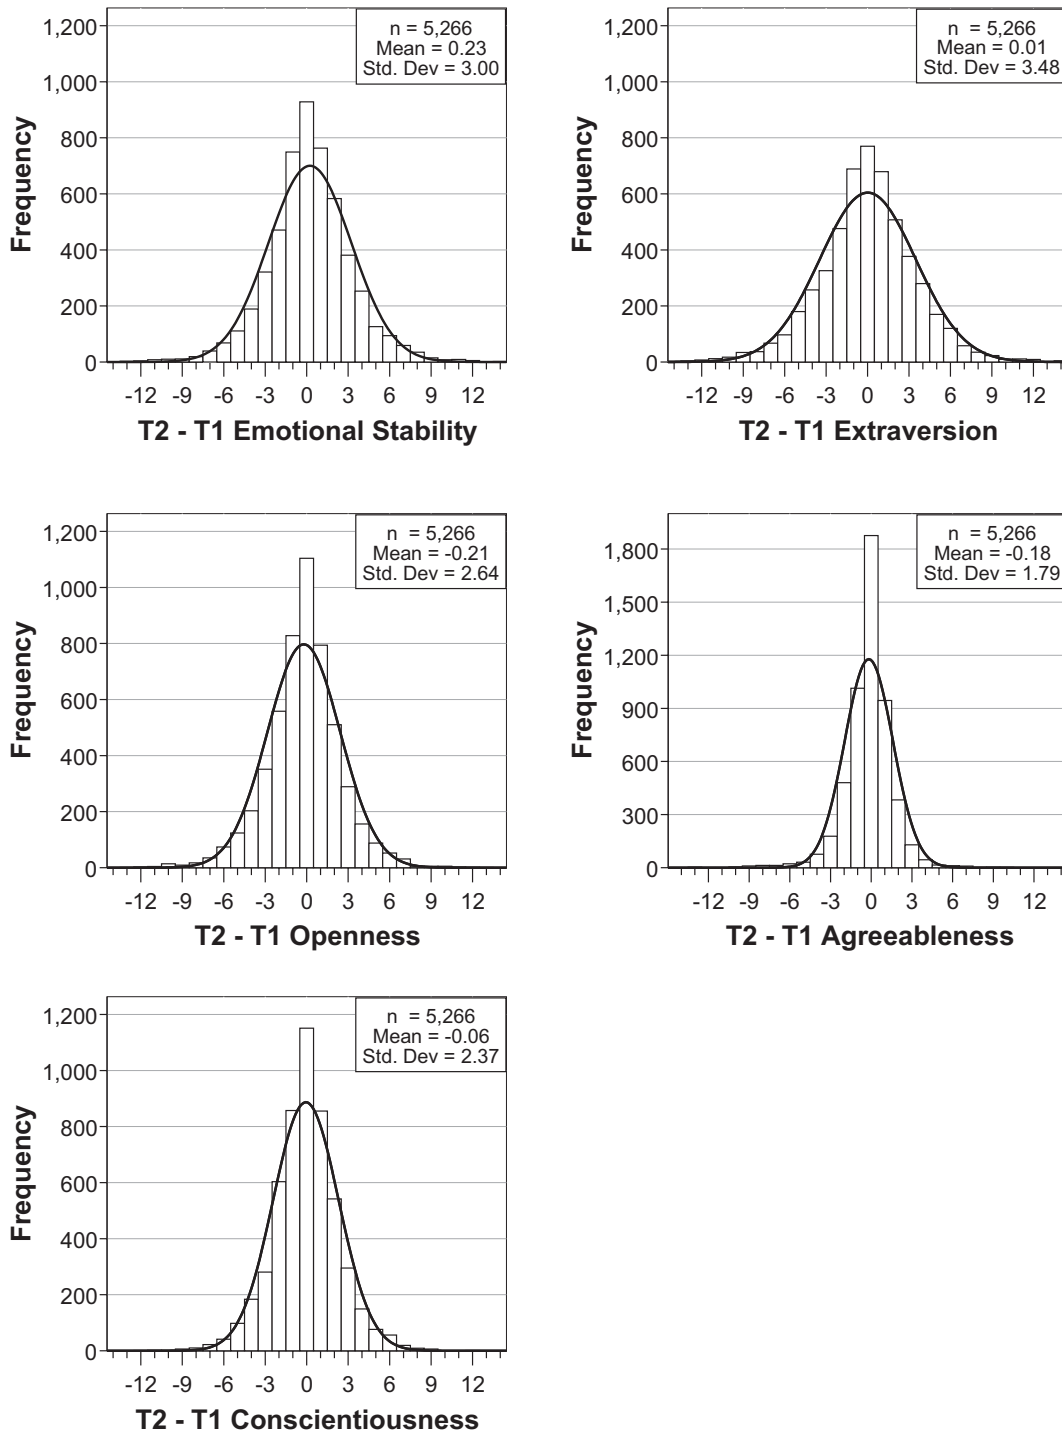 1,200
1,000
800
600
400
200
0
Frequency
n = 5,266
Mean = 0.23
Std. Dev = 3.00
-12 -9 -6 -3 0 3 6 9 12
T2 - T1 Emotional Stability
1,200
1,000
800
600
400
200
0
Frequency
n = 5,266
Mean = 0.01
Std. Dev = 3.48
-12 -9 -6 -3 0 3 6 9 12
T2 - T1 Extraversion
1,200
1,000
800
600
400
200
0
Frequency
n = 5,266
Mean = -0.21
Std. Dev = 2.64
-12 -9 -6 -3 0 3 6 9 12
T2 - T1 Openness
1,800
1,500
1,200
900
600
300
0
Frequency
n = 5,266
Mean = -0.18
Std. Dev = 1.79
-12 -9 -6 -3 0 3 6 9 12
T2 - T1 Agreeableness
1,200
1,000
800
600
400
200
0
Frequency
n = 5,266
Mean = -0.06
Std. Dev = 2.37
-12 -9 -6 -3 0 3 6 9 12
T2 - T1 Conscientiousness